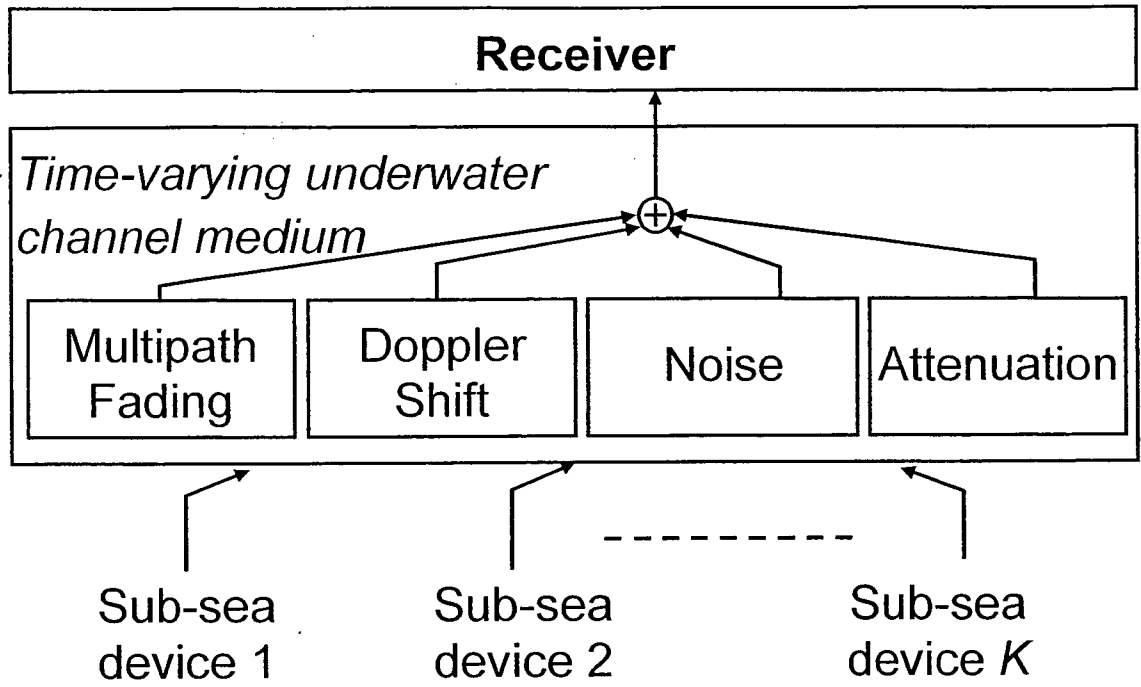 Receiver
Time-varying underwater
channel medium
+
Multipath
Fading
Doppler
Shift
Noise
Attenuation
Sub-sea
device 1
Sub-sea
device 2
Sub-sea
device K